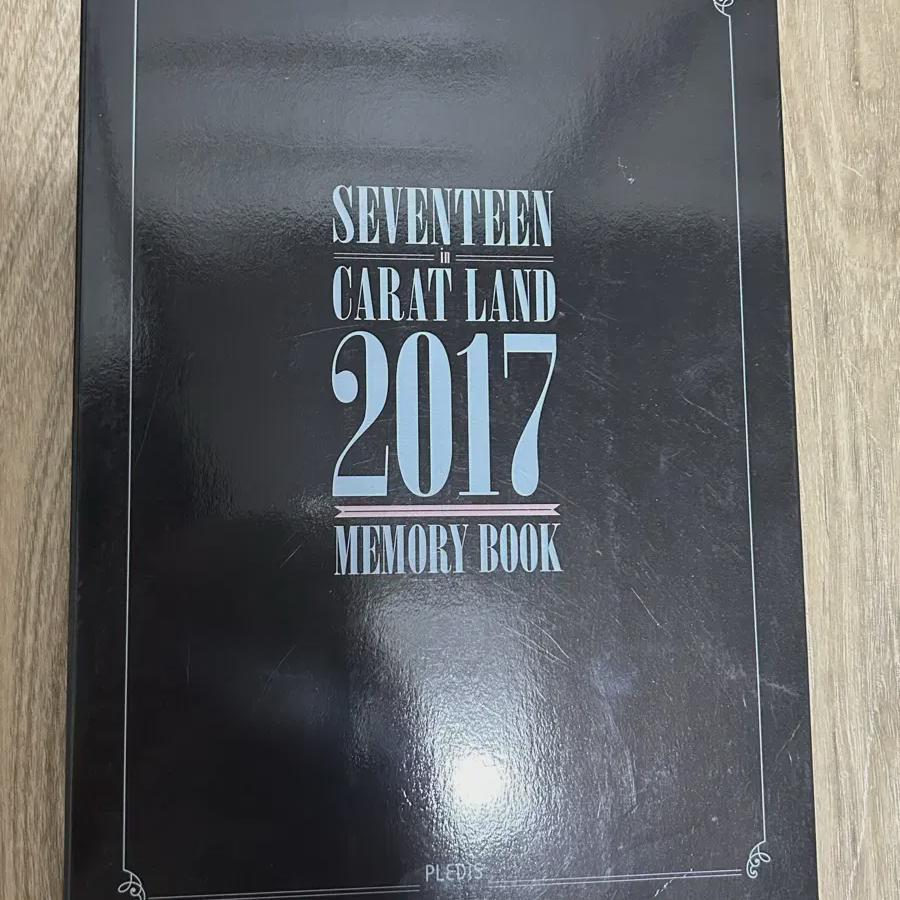 SEVENTEEN
in
CARAT LAND
2017
MEMORY BOOK
PLEDIS